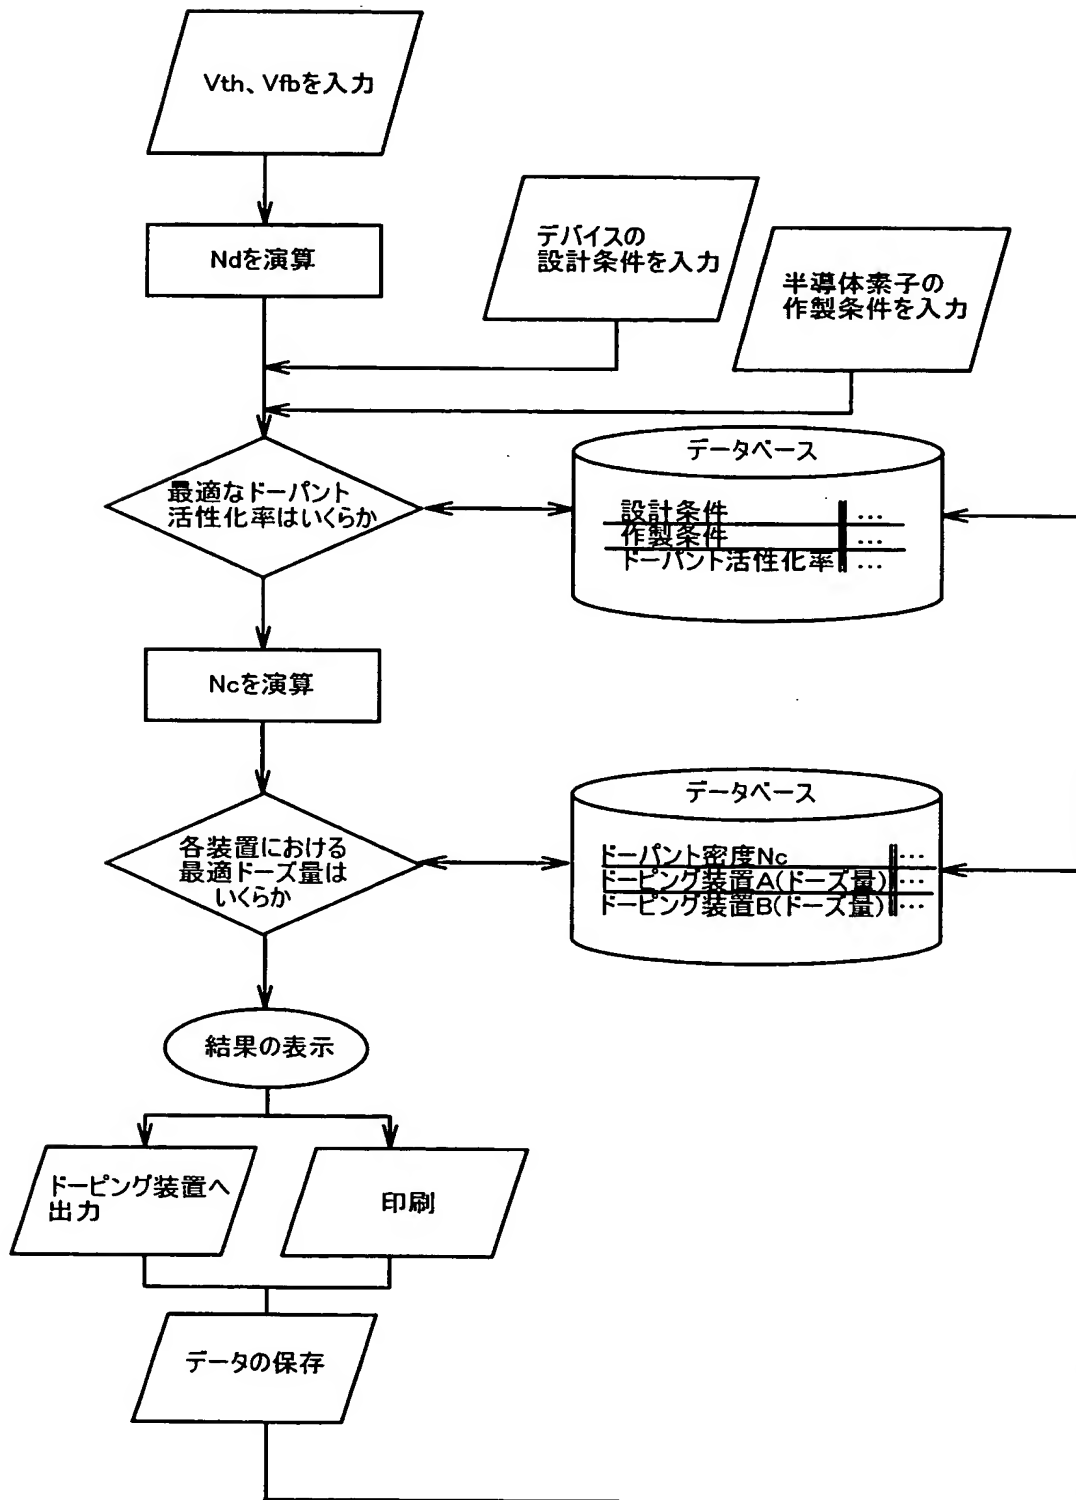 Vth、Vfbを入力
Ndを演算
デバイスの
設計条件を入力
半導体素子の
作製条件を入力
最適なドーパント
活性化率はいくらか
データベース
設計条件 …
作製条件 …
ドーパント活性化率 …
Ncを演算
各装置における
最適ドーズ量は
いくらか
データベース
ドーパント密度Nc …
ドーピング装置A(ドーズ量) …
ドーピング装置B(ドーズ量) …
結果の表示
ドーピング装置へ
出力
印刷
データの保存